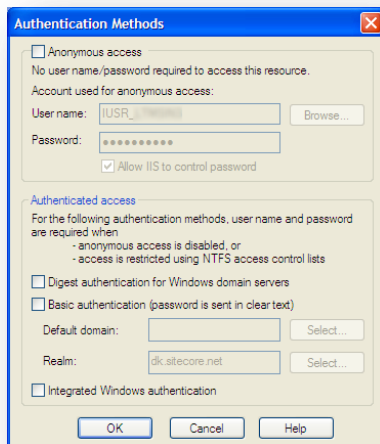 Authentication Methods
Anonymous access
No user name/password required to access this resource.
Account used for anonymous access:
User name: IUSR_ Browse...
Password: ••••••••••
Allow IIS to control password
Authenticated access
For the following authentication methods, user name and password
are required when
- anonymous access is disabled, or
- access is restricted using NTFS access control lists
Digest authentication for Windows domain servers
Basic authentication (password is sent in clear text)
Default domain: Select...
Realm: dk.sitecore.net Select...
Integrated Windows authentication
OK Cancel Help